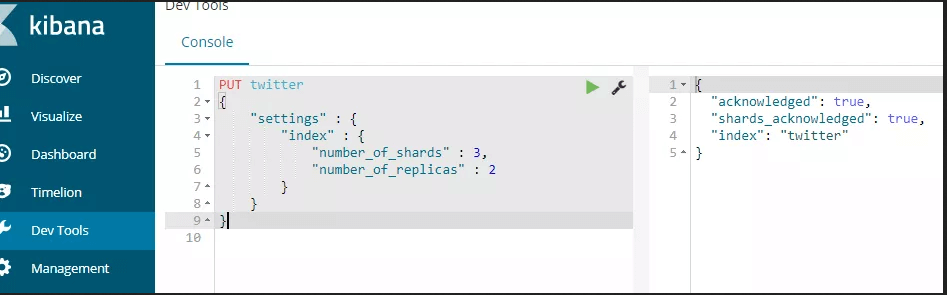 Dev Tools
kibana
Console
Discover
Visualize
Dashboard
Timelion
Dev Tools
Management
1 PUT twitter
2 {
3 "settings" : {
4 "index" : {
5 "number_of_shards" : 3,
6 "number_of_replicas" : 2
7 }
8 }
9 }
10
1 {
2 "acknowledged": true,
3 "shards_acknowledged": true,
4 "index": "twitter"
5 }